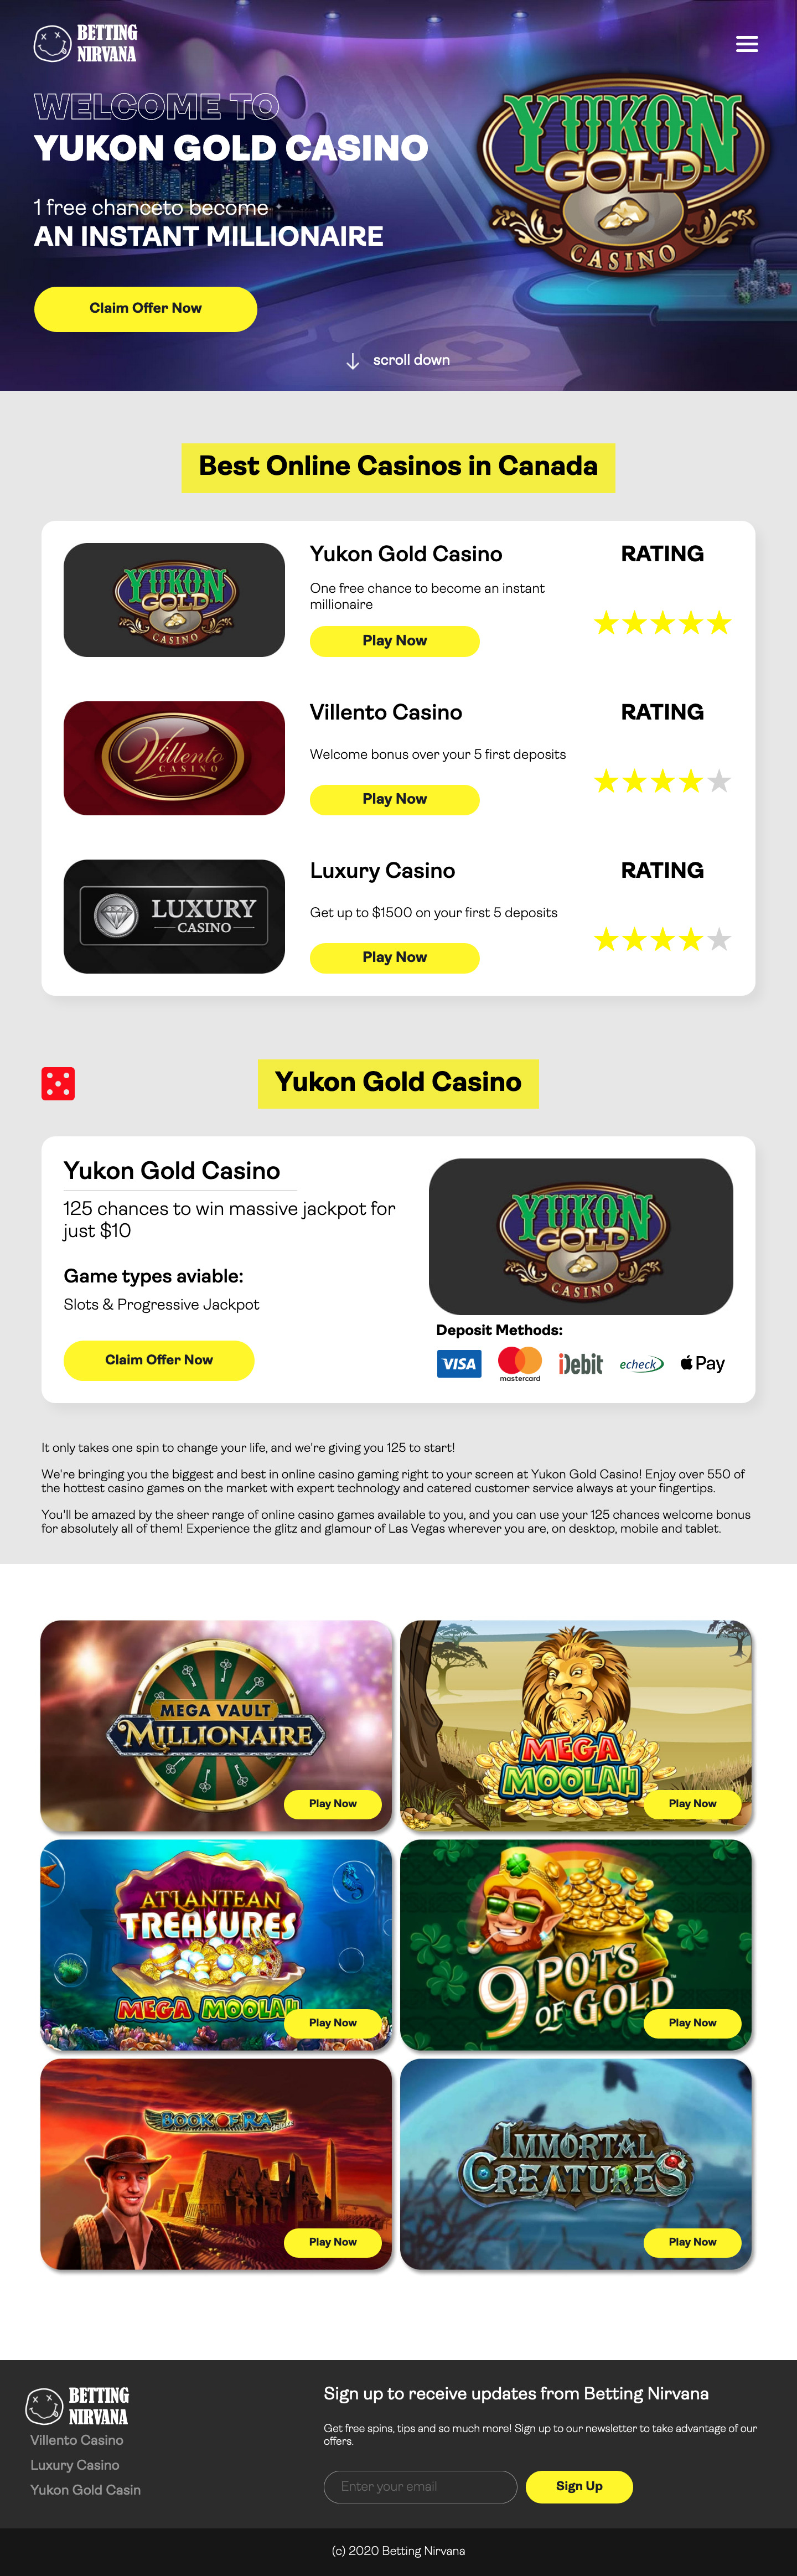 BETTING
NIRVANA
WELCOME TO
YUKON GOLD CASINO
1 free chanceto become
AN INSTANT MILLIONAIRE
YUKON
GOLD
CASINO
Claim Offer Now
scroll down
Best Online Casinos in Canada
YUKON
GOLD
CASINO
Yukon Gold Casino
One free chance to become an instant
millionaire
Play Now
RATING
Villento
CASINO
Villento Casino
Welcome bonus over your 5 first deposits
Play Now
RATING
LUXURY
CASINO
Luxury Casino
Get up to $1500 on your first 5 deposits
Play Now
RATING
Yukon Gold Casino
Yukon Gold Casino
125 chances to win massive jackpot for
just $10
Game types aviable:
Slots & Progressive Jackpot
Claim Offer Now
YUKON
GOLD
CASINO
Deposit Methods:
VISA
mastercard
iDebit
echeck
Pay
It only takes one spin to change your life, and we're giving you 125 to start!
We're bringing you the biggest and best in online casino gaming right to your screen at Yukon Gold Casino! Enjoy over 550 of
the hottest casino games on the market with expert technology and catered customer service always at your fingertips.
You'll be amazed by the sheer range of online casino games available to you, and you can use your 125 chances welcome bonus
for absolutely all of them! Experience the glitz and glamour of Las Vegas wherever you are, on desktop, mobile and tablet.
MEGA VAULT
MILLIONAIRE
Play Now
MEGA
MOOLAH
Play Now
ATLANTEAN
TREASURES
MEGA MOOLAH
Play Now
9 POTS
OF GOLD
Play Now
BOOK OF RA
Play Now
IMMORTAL
CREATURES
Play Now
BETTING
NIRVANA
Villento Casino
Luxury Casino
Yukon Gold Casin
Sign up to receive updates from Betting Nirvana
Get free spins, tips and so much more! Sign up to our newsletter to take advantage of our
offers.
Enter your email
Sign Up
(c) 2020 Betting Nirvana